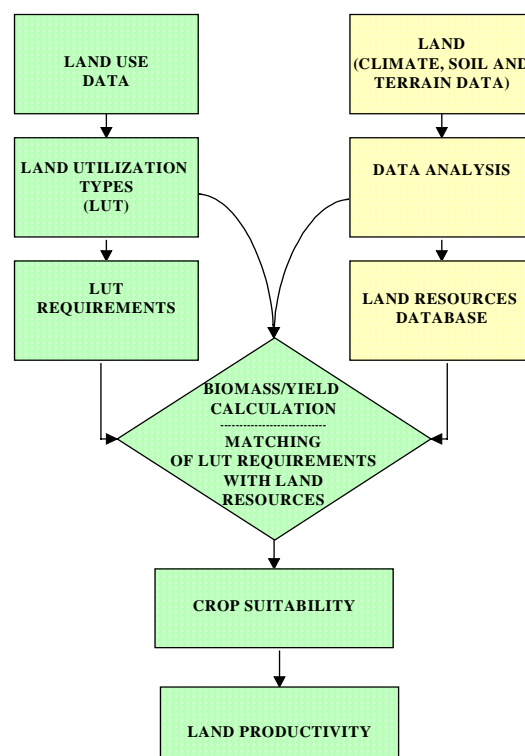 LAND USE
DATA
LAND
(CLIMATE, SOIL AND
TERRAIN DATA)
LAND UTILIZATION
TYPES
(LUT)
DATA ANALYSIS
LUT
REQUIREMENTS
LAND RESOURCES
DATABASE
BIOMASS/YIELD
CALCULATION
---------------------------
MATCHING
OF LUT REQUIREMENTS
WITH LAND
RESOURCES
CROP SUITABILITY
LAND PRODUCTIVITY